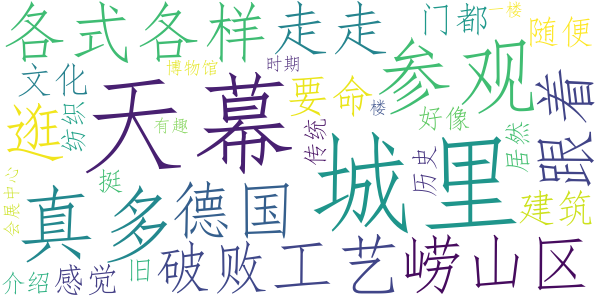 各式各样 走走 门都 一楼
随便
文化 博物馆 时期
参观
逛 纺织 天幕 要命 楼
有趣 传统 好像 居然 跟着
会展中心 挺 历史
真多 德国 城里 建筑
介绍 感觉 旧 破败 工艺 崂山区